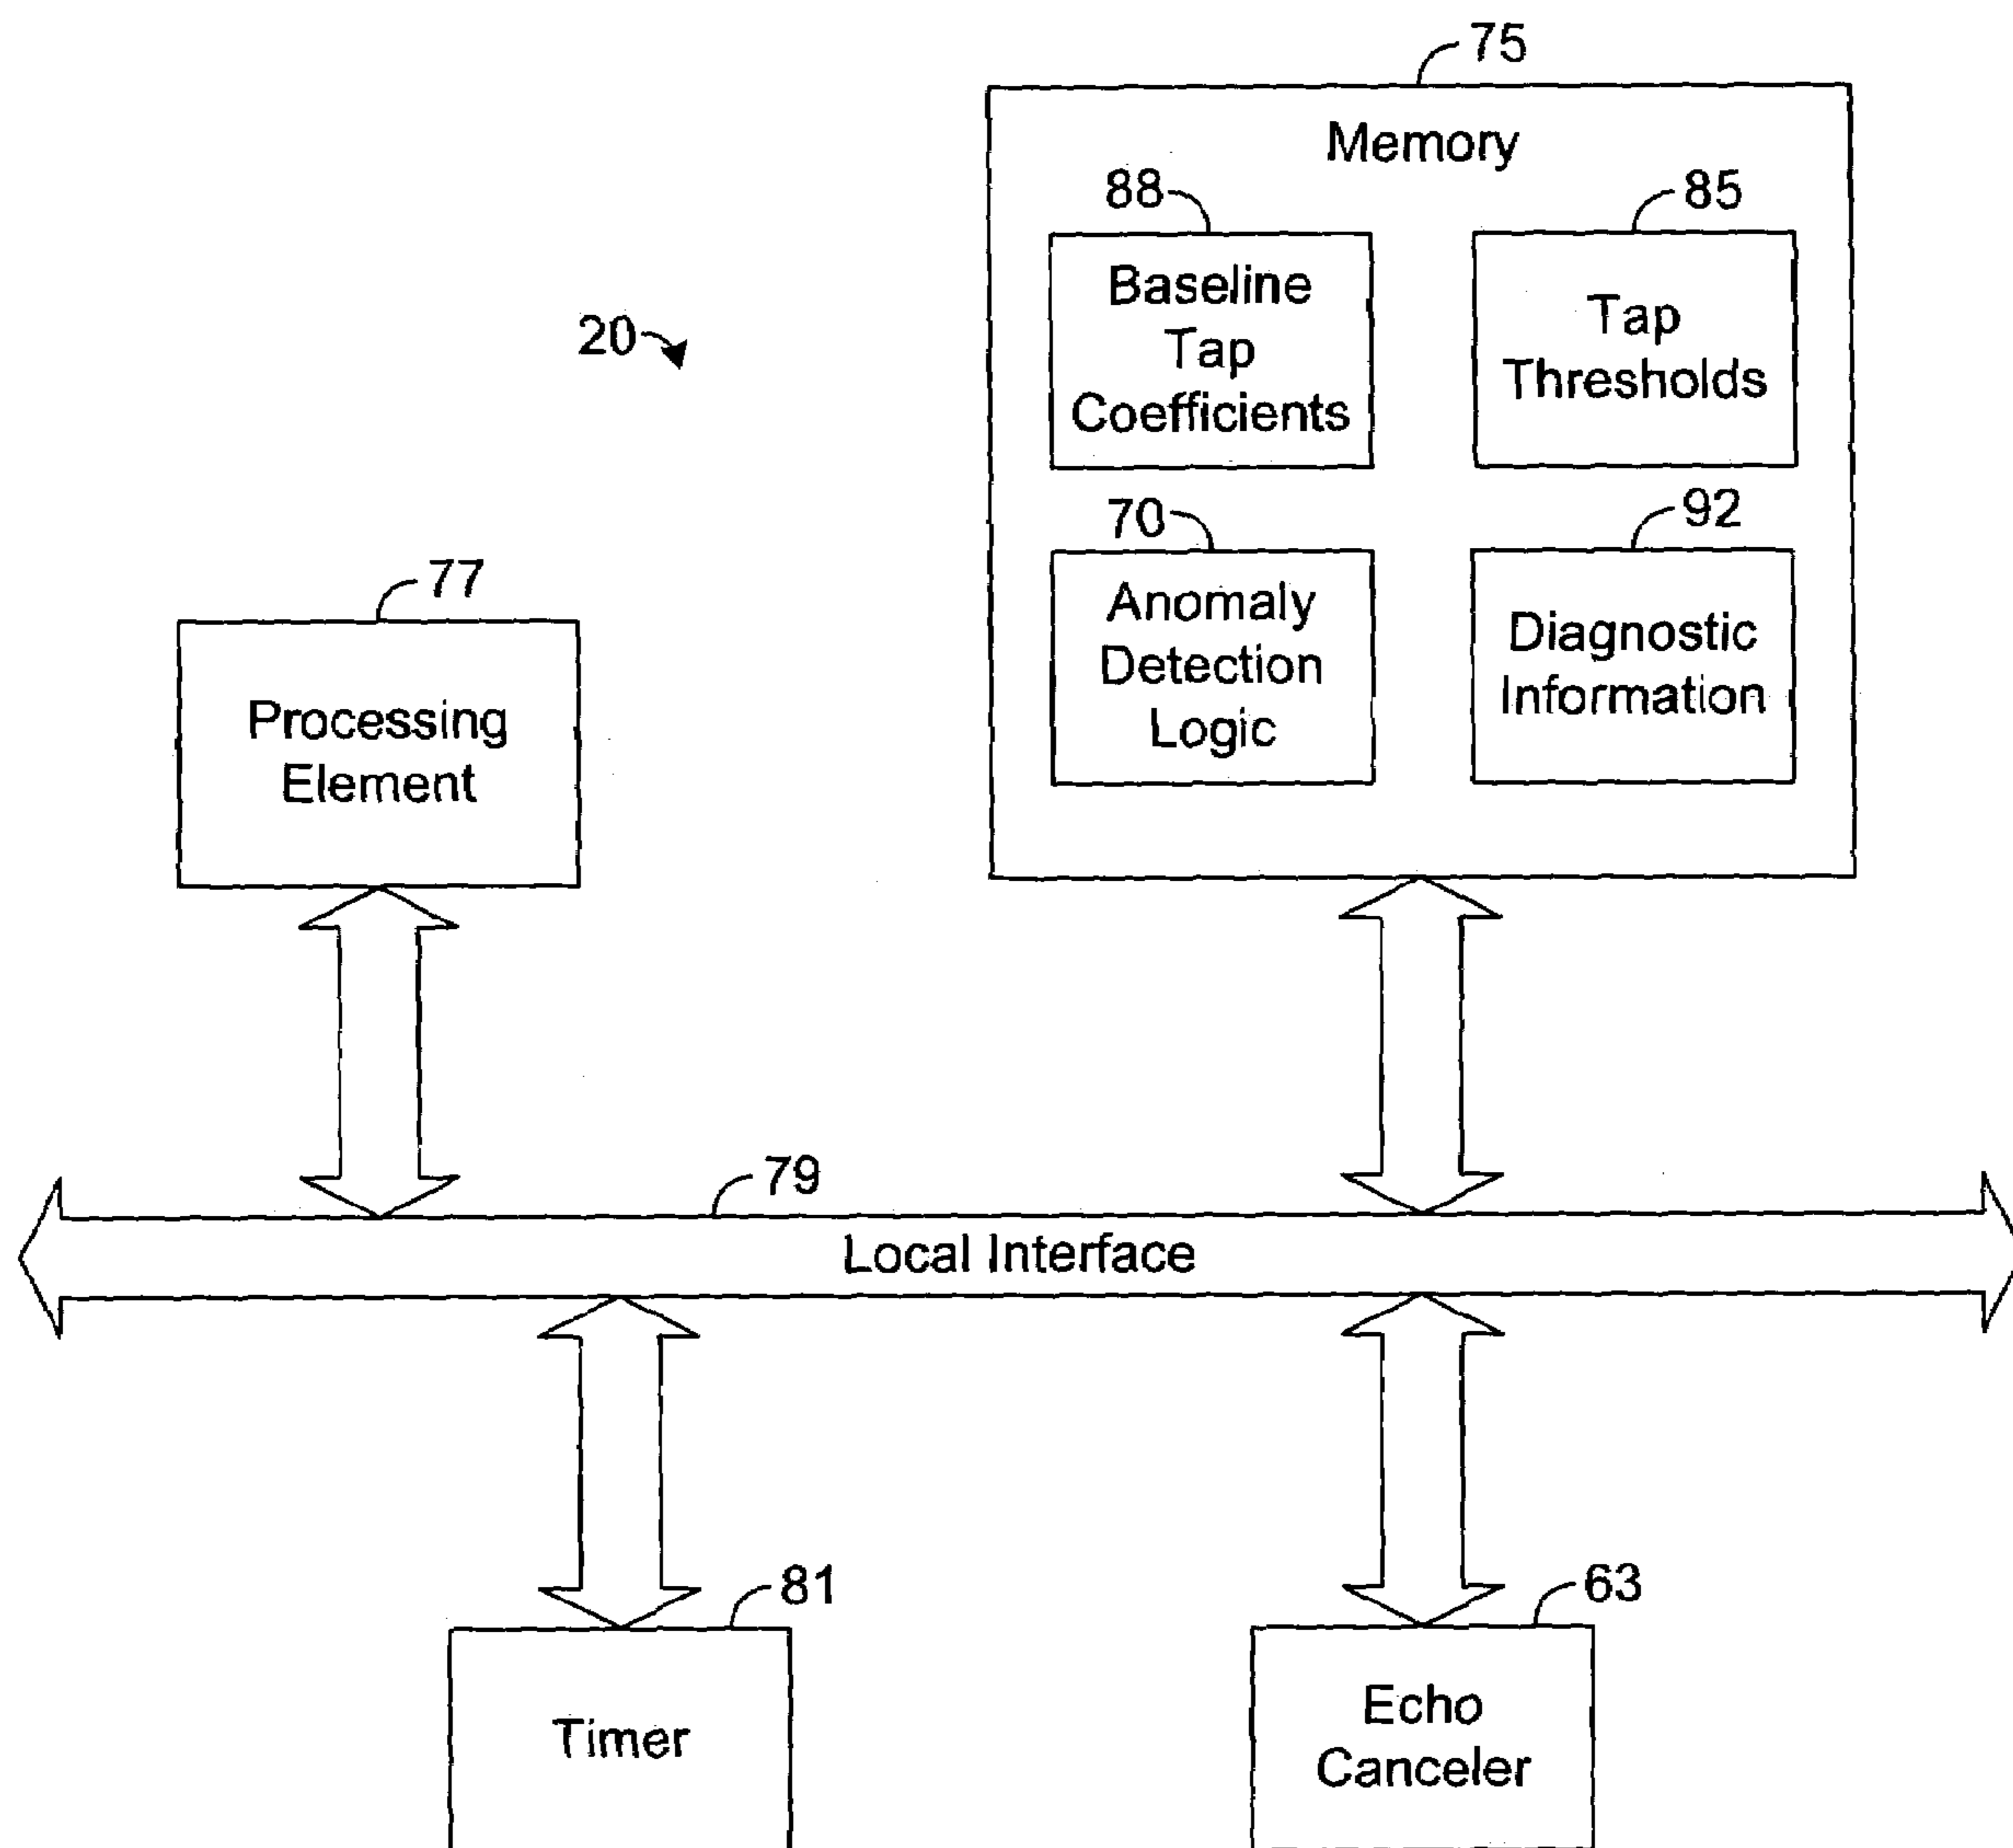 75
Memory
88
85
Baseline
Tap
Coefficients
Tap
Thresholds
20
70
92
Anomaly
Detection
Logic
Diagnostic
Information
77
Processing
Element
79
Local Interface
81
63
Timer
Echo
Canceler